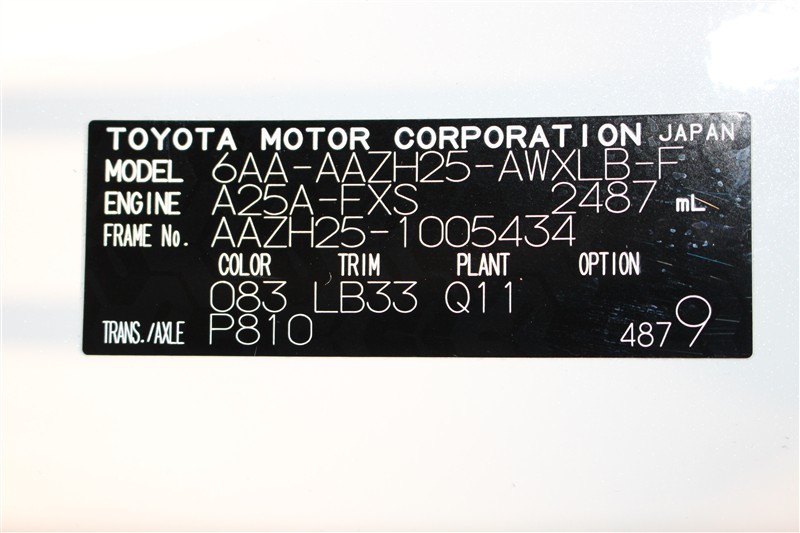 TOYOTA MOTOR CORPORATION JAPAN
MODEL 6AA-AAZH25-AWXLB-F
ENGINE A25A-FXS 2487 mL
FRAME No. AAZH25-1005434
COLOR TRIM PLANT OPTION
083 LB33 Q11
TRANS./AXLE P810 4879